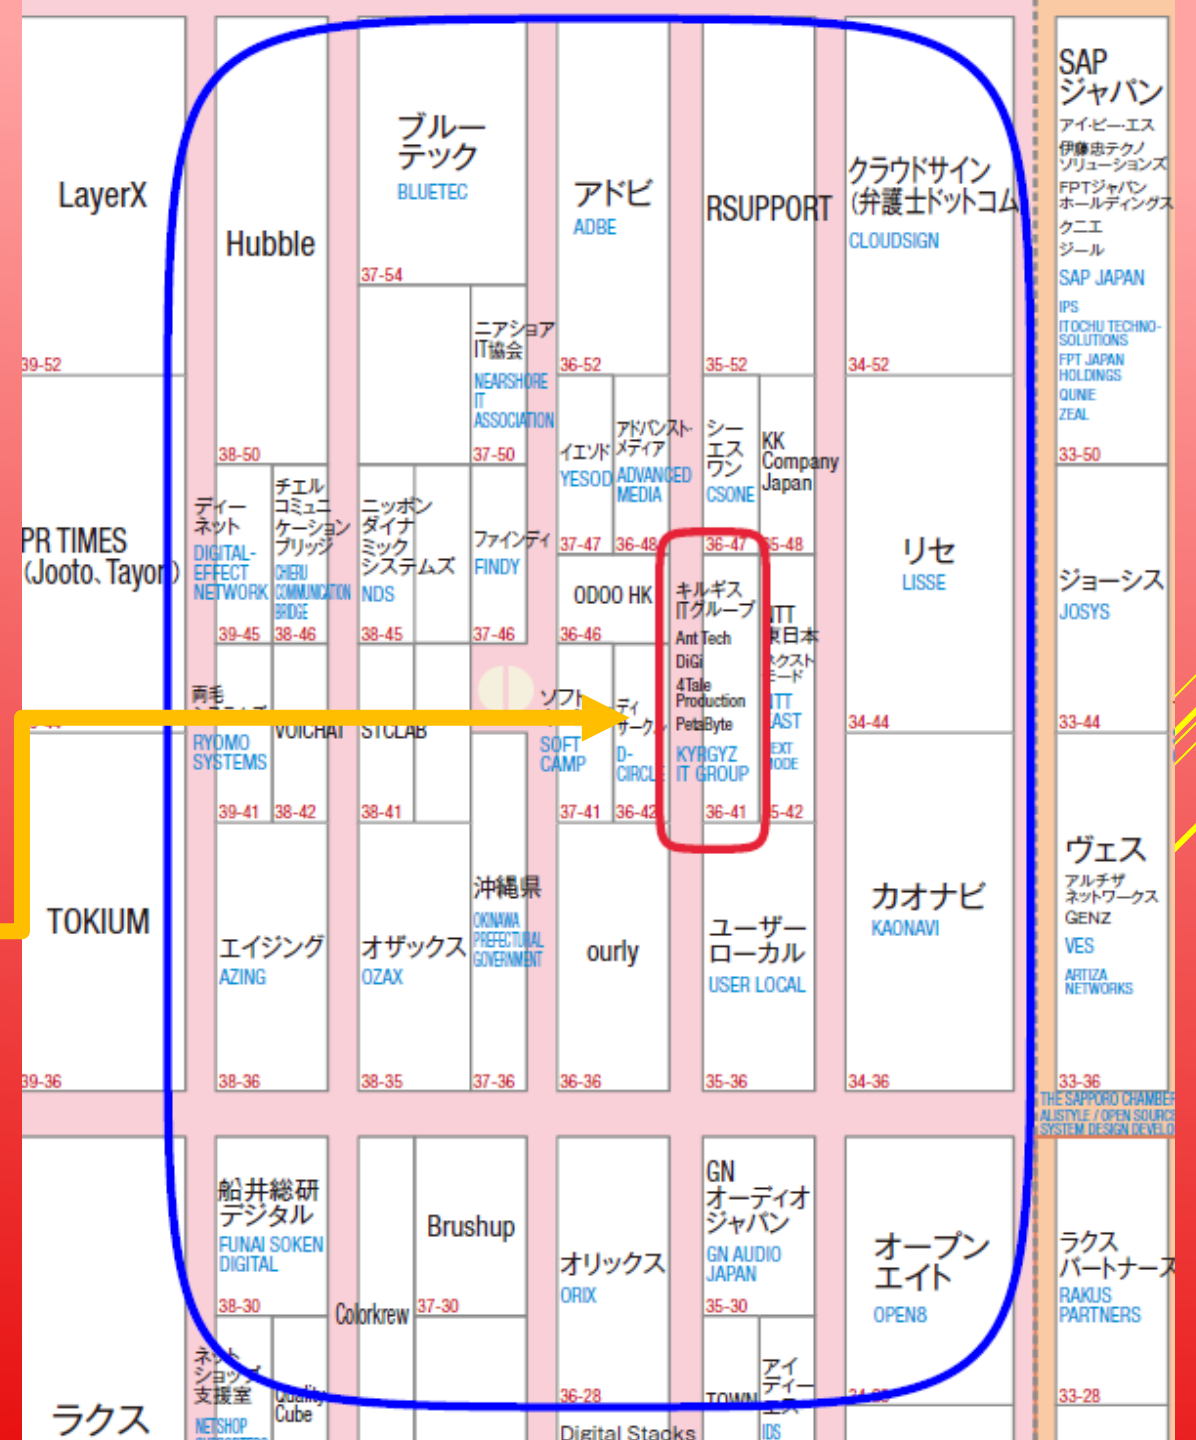 LayerX
39-52
PR TIMES
(Jooto、Tayori)
TOKIUM
39-36
ラクス
Hubble
38-50
ブルー
テック
BLUETEC
37-54
ニアショア
IT協会
NEARSHORE
IT
ASSOCIATION
37-50
アドビ
ADBE
36-52
RSUPPORT
35-52
クラウドサイン
(弁護士ドットコム
CLOUDSIGN
34-52
SAP
ジャパン
アイ・ピー・エス
伊藤忠テクノ
ソリューションズ
FPTジャパン
ホールディングス
クニエ
ジール
SAP JAPAN
IPS
ITOCHU TECHNO-
SOLUTIONS
FPT JAPAN
HOLDINGS
QUNIE
ZEAL
33-50
ディー
ネット
DIGITAL-
EFFECT
NETWORK
39-45
チエル
コミュニ
ケーション
ブリッジ
CHIERU
COMMUNICATION
BRIDGE
38-46
ニッポン
ダイナ
ミック
システムズ
NDS
38-45
ファインディ
FINDY
37-46
イエソド
YESOD
37-47
アドバンスト・
メディア
ADVANCED
MEDIA
36-48
シー
エス
ワン
CSONE
36-47
KK
Company
Japan
35-48
ODOO HK
36-46
キルギス
ITグループ
Ant Tech
DiGi
4Tale
Production
PetaByte
KYRGYZ
IT GROUP
36-41
NTT
東日本
ネクスト
モード
NTT
EAST
NEXT
MODE
35-42
リセ
LISSE
34-44
ジョーシス
JOSYS
33-44
両毛
RYOMO
SYSTEMS
39-41
VOICHAT
38-42
STCLAB
38-41
ソフト
SOFT
CAMP
37-41
ディ
サークル
D-
CIRCLE
36-42
エイジング
AZING
38-36
オザックス
OZAX
38-35
沖縄県
OKINAWA
PREFECTURAL
GOVERNMENT
37-36
ourly
36-36
ユーザー
ローカル
USER LOCAL
35-36
カオナビ
KAONAVI
34-36
ヴェス
アルチザ
ネットワークス
GENZ
VES
ARTIZA
NETWORKS
33-36
THE SAPPORO CHAMBER
ALISTYLE / OPEN SOURCE
SYSTEM DESIGN DEVELO
船井総研
デジタル
FUNAI SOKEN
DIGITAL
38-30
Colorkrew
Brushup
37-30
オリックス
ORIX
36-28
GN
オーディオ
ジャパン
GN AUDIO
JAPAN
35-30
オープン
エイト
OPEN8
ラクス
パートナーズ
RAKUS
PARTNERS
33-28
ネット
ショップ
支援室
NETSHOP
Quality
Cube
Digital Stacks
TOWN
アイ
ディー
エス
IDS